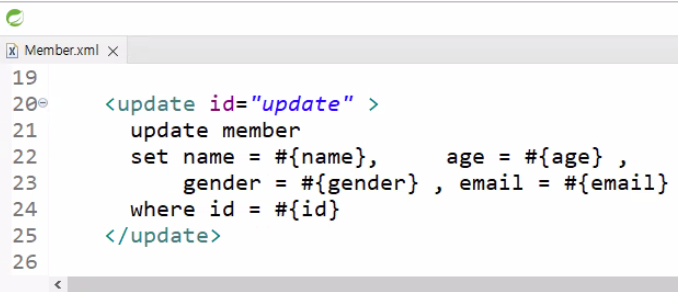 Member.xml
19
20 <update id="update" >
21 update member
22 set name = #{name}, age = #{age} ,
23 gender = #{gender} , email = #{email}
24 where id = #{id}
25 </update>
26